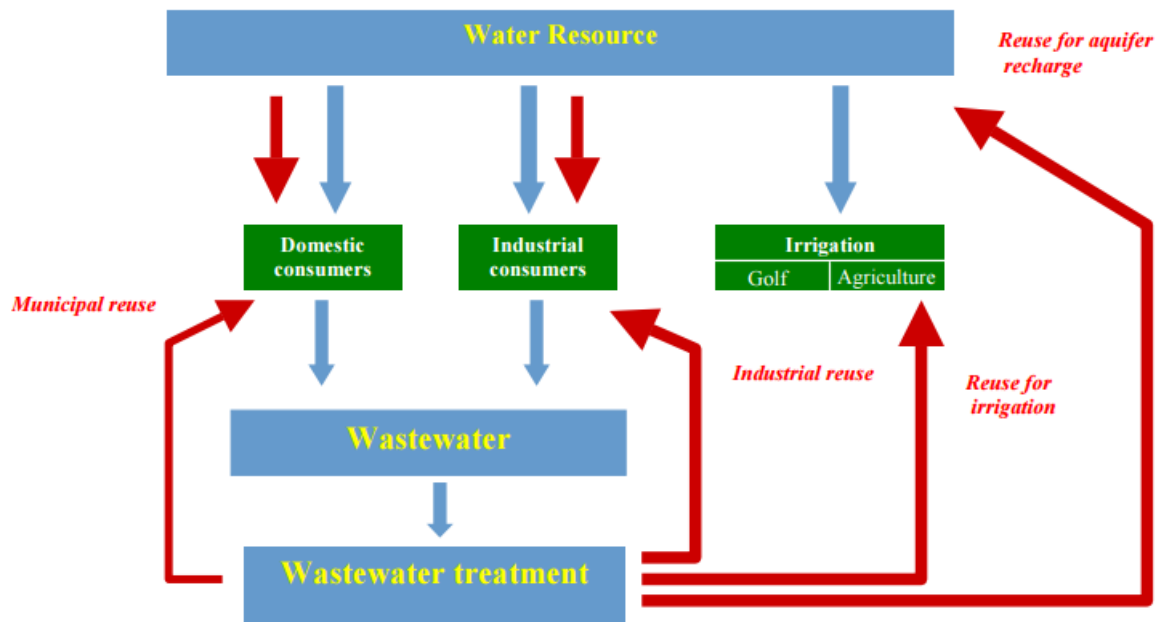 Water Resource
Reuse for aquifer
recharge
Domestic
consumers
Industrial
consumers
Irrigation
Golf
Agriculture
Municipal reuse
Industrial reuse
Reuse for
irrigation
Wastewater
Wastewater treatment